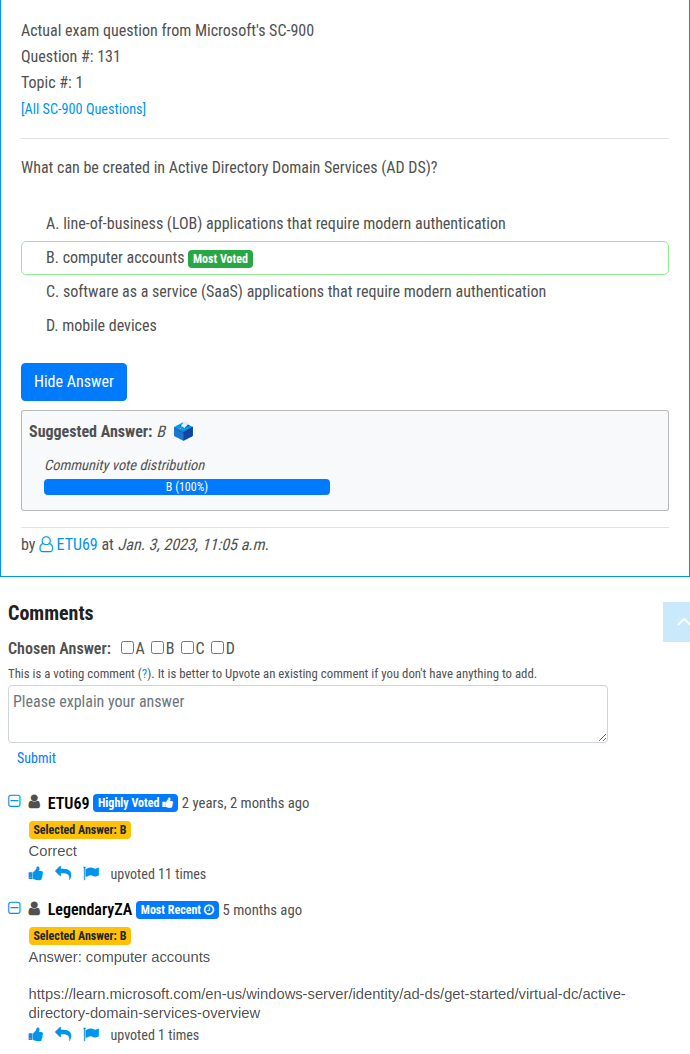 Actual exam question from Microsoft's SC-900
Question #: 131
Topic #: 1
[All SC-900 Questions]
What can be created in Active Directory Domain Services (AD DS)?
A. line-of-business (LOB) applications that require modern authentication
B. computer accounts Most Voted
C. software as a service (SaaS) applications that require modern authentication
D. mobile devices
Hide Answer
Suggested Answer: B
Community vote distribution
B (100%)
by ETU69 at Jan. 3, 2023, 11:05 a.m.
Comments
Chosen Answer: A B C D
This is a voting comment (?). It is better to Upvote an existing comment if you don't have anything to add.
Please explain your answer
Submit
ETU69 Highly Voted 2 years, 2 months ago
Selected Answer: B
Correct
upvoted 11 times
LegendaryZA Most Recent 5 months ago
Selected Answer: B
Answer: computer accounts
https://learn.microsoft.com/en-us/windows-server/identity/ad-ds/get-started/virtual-dc/active-
directory-domain-services-overview
upvoted 1 times